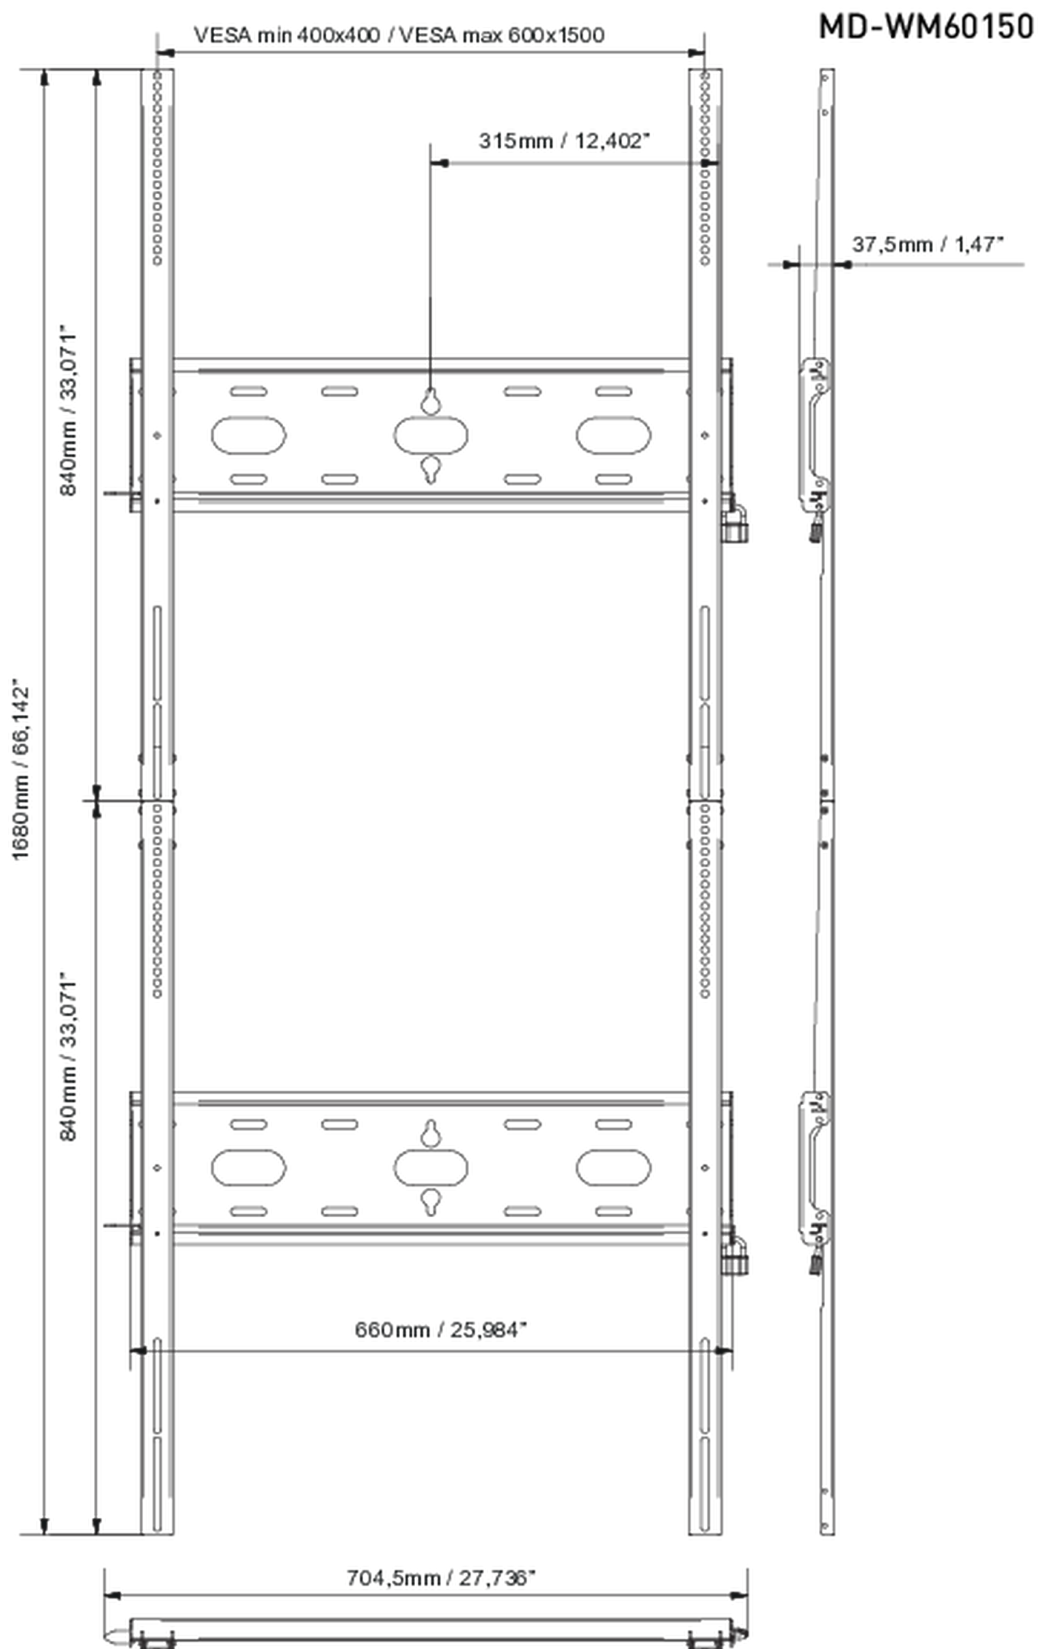 MD-WM60150
VESA min 400x400 / VESA max 600x1500
315mm / 12,402"
37,5mm / 1,47"
840mm / 33,071"
1680mm / 66,142"
840mm / 33,071"
660mm / 25,984"
704,5mm / 27,736"